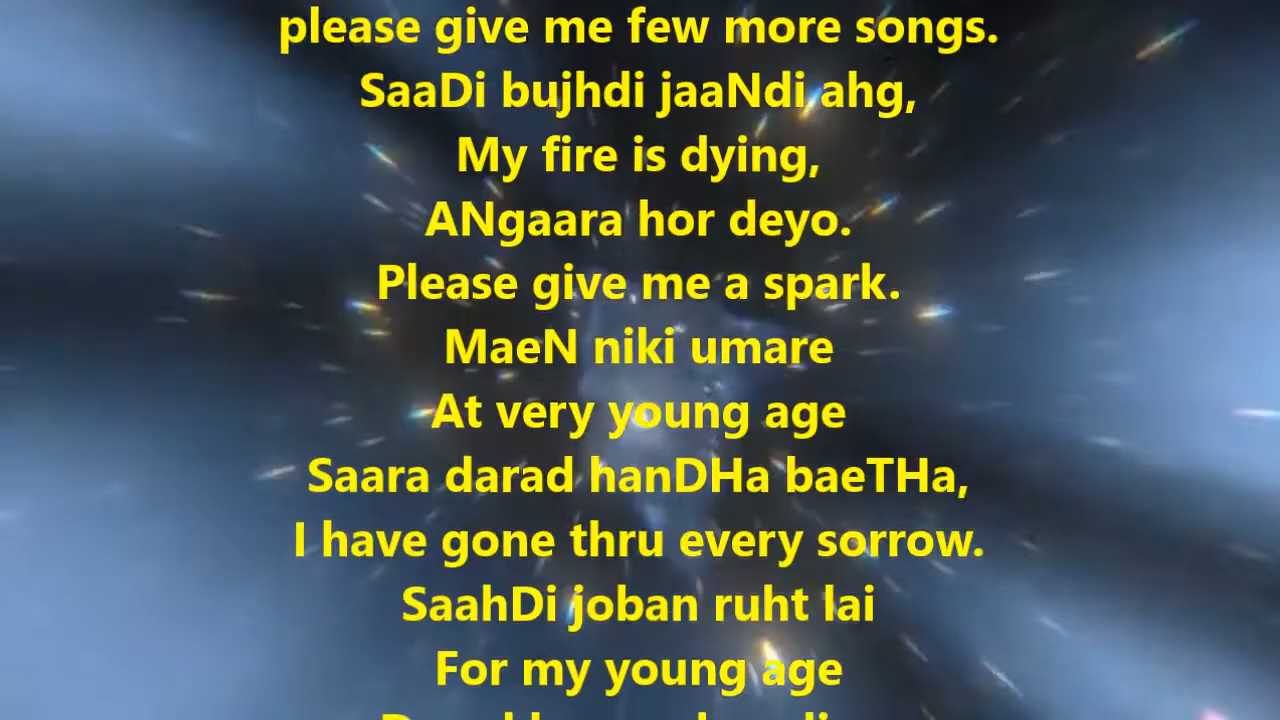 please give me few more songs.
SaaDi bujhdi jaaNdi ahg,
My fire is dying,
ANgaara hor deyo.
Please give me a spark.
MaeN niki umare
At very young age
Saara darad hanDHa baeTHa,
I have gone thru every sorrow.
SaahDi joban ruht lai
For my young age